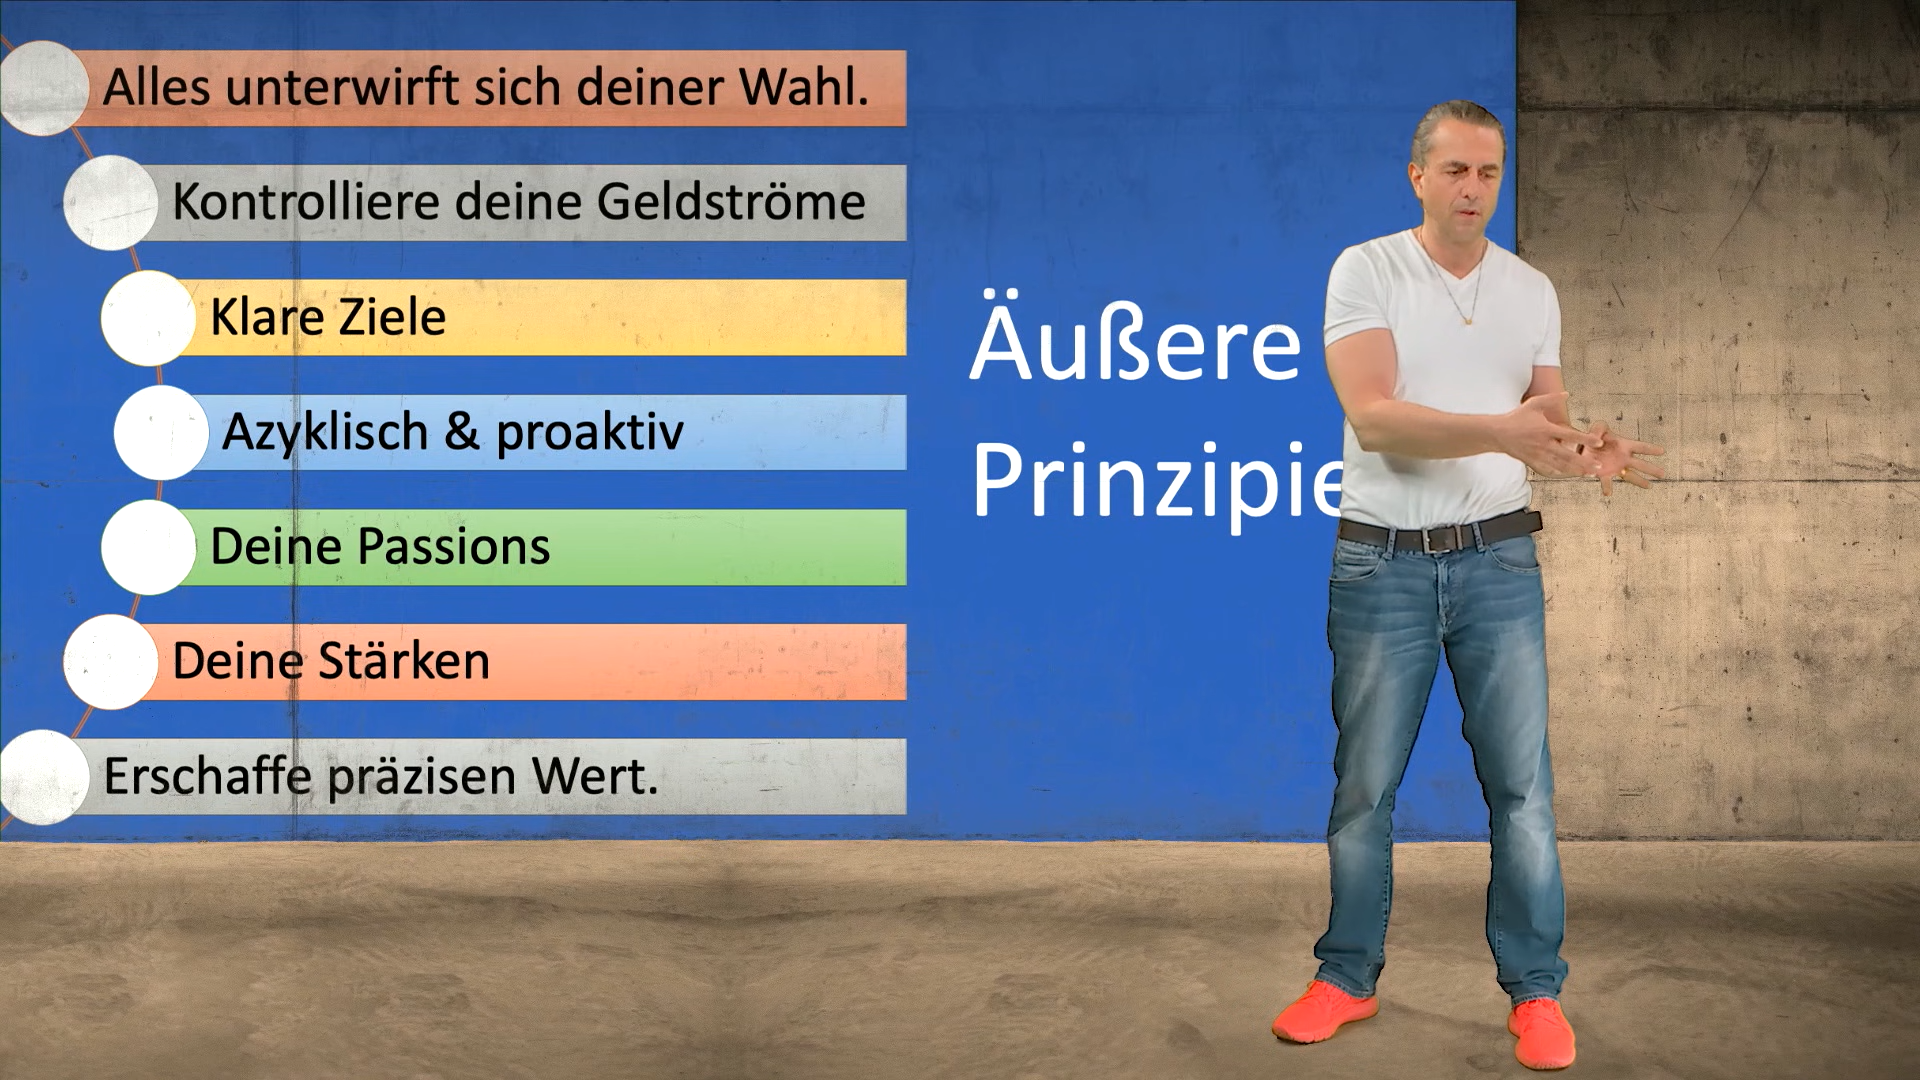 Alles unterwirft sich deiner Wahl.
Kontrolliere deine Geldströme
Klare Ziele
Azyklisch & proaktiv
Deine Passions
Deine Stärken
Erschaffe präzisen Wert.
Äußere